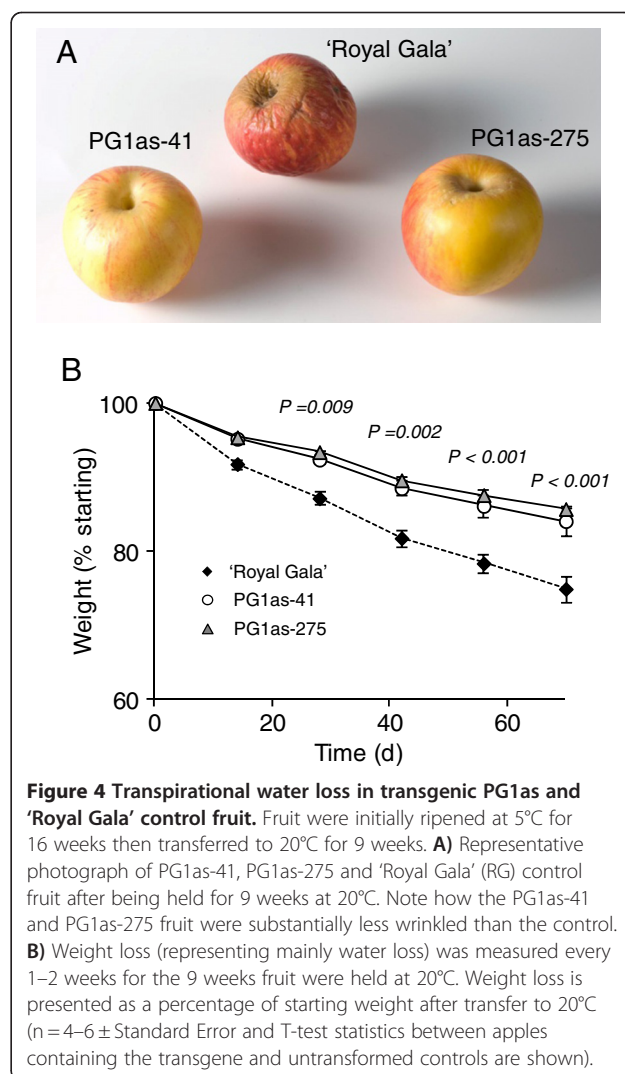 A
'Royal Gala'
PG1as-41
PG1as-275
B
100
80
60
Weight (% starting)
P =0.009
P =0.002
P < 0.001
P < 0.001
'Royal Gala'
PG1as-41
PG1as-275
0
20
40
60
Time (d)
Figure 4 Transpirational water loss in transgenic PG1as and
'Royal Gala' control fruit. Fruit were initially ripened at 5°C for
16 weeks then transferred to 20°C for 9 weeks. A) Representative
photograph of PG1as-41, PG1as-275 and 'Royal Gala' (RG) control
fruit after being held for 9 weeks at 20°C. Note how the PG1as-41
and PG1as-275 fruit were substantially less wrinkled than the control.
B) Weight loss (representing mainly water loss) was measured every
1–2 weeks for the 9 weeks fruit were held at 20°C. Weight loss is
presented as a percentage of starting weight after transfer to 20°C
(n = 4–6 ± Standard Error and T-test statistics between apples
containing the transgene and untransformed controls are shown).